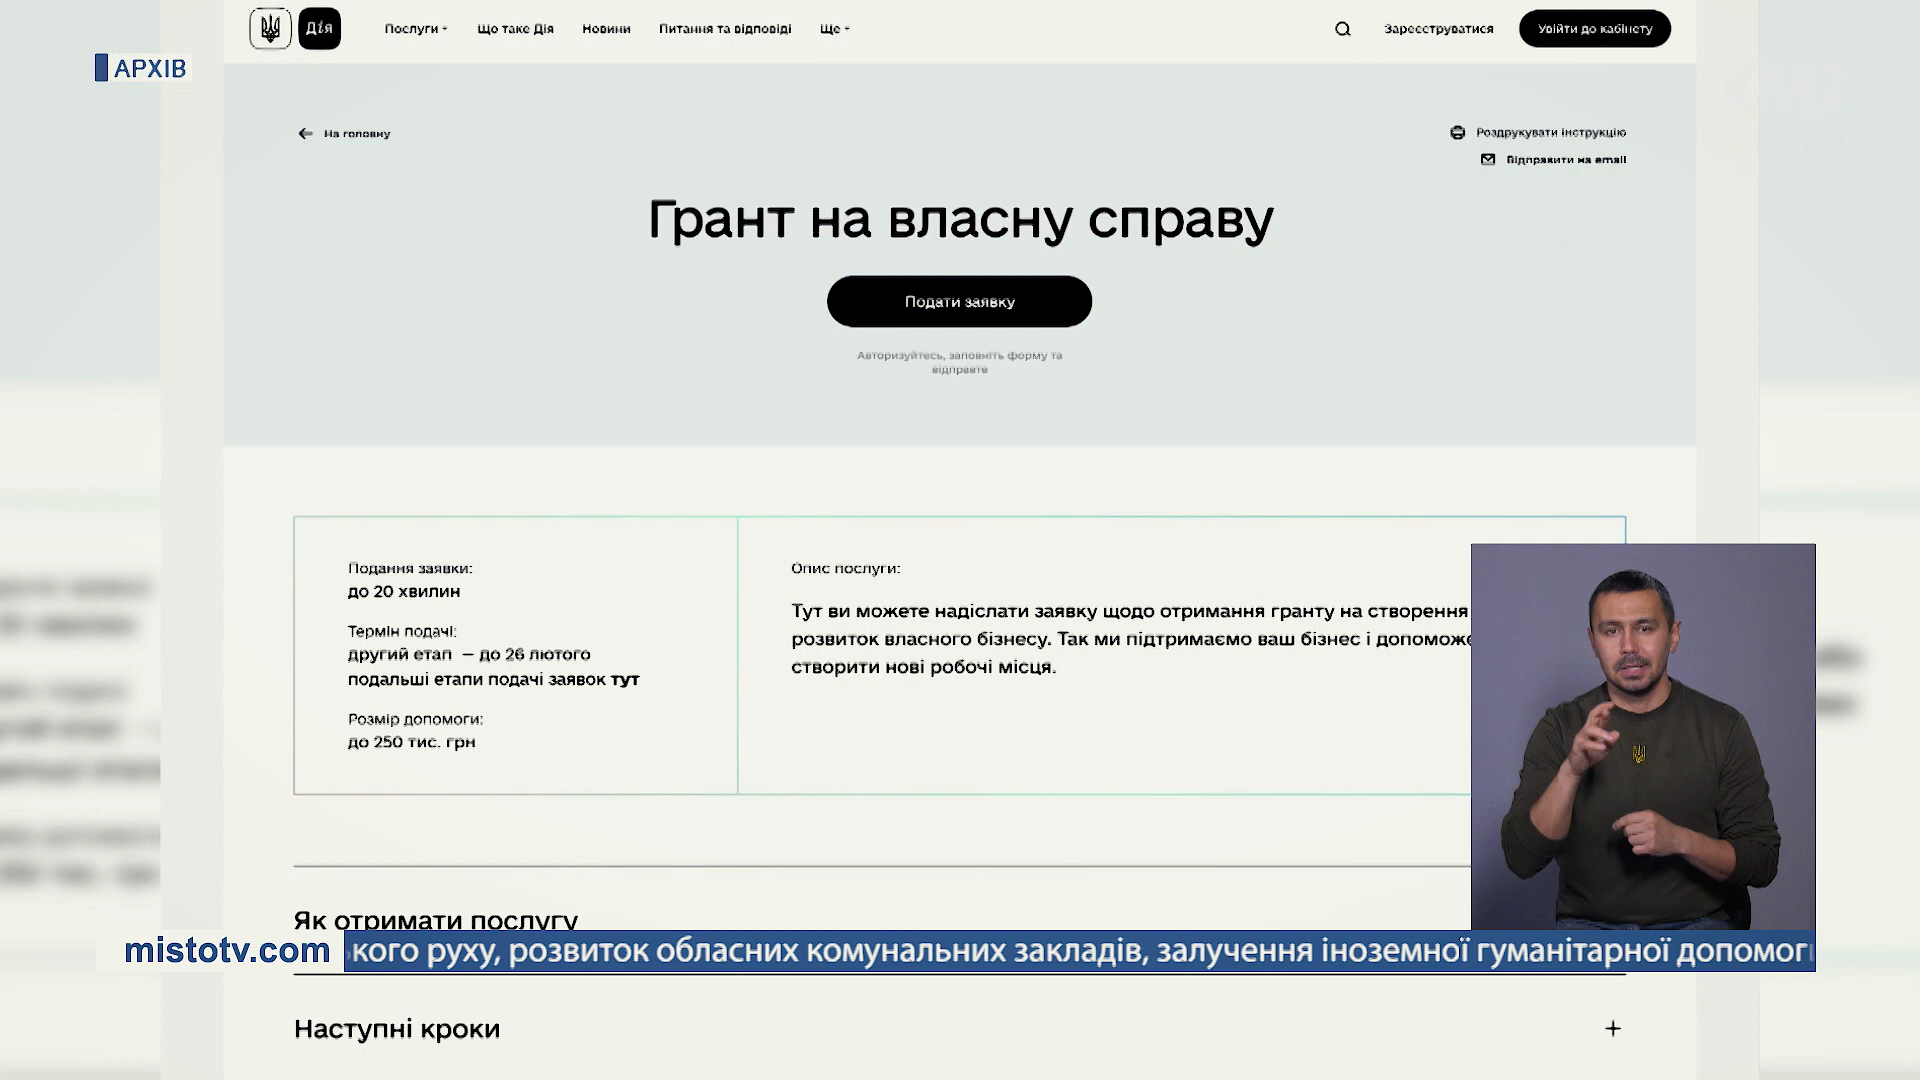 Дія
Послуги
Що таке Дія
Новини
Питання та відповіді
Ще
Зареєструватися
Увійти до кабінету
АРХІВ
На головну
Роздрукувати інструкцію
Відправити на email
Грант на власну справу
Подати заявку
Авторизуйтесь, заповніть форму та
відправте
Подання заявки:
до 20 хвилин
Термін подачі:
другий етап – до 26 лютого
подальші етапи подачі заявок тут
Розмір допомоги:
до 250 тис. грн
Опис послуги:
Тут ви можете надіслати заявку щодо отримання гранту на створення
розвиток власного бізнесу. Так ми підтримаємо ваш бізнес і допоможе
створити нові робочі місця.
Як отримати послугу
mistotv.com
ького руху, розвиток обласних комунальних закладів, залучення іноземної гуманітарної допомоги
Наступні кроки